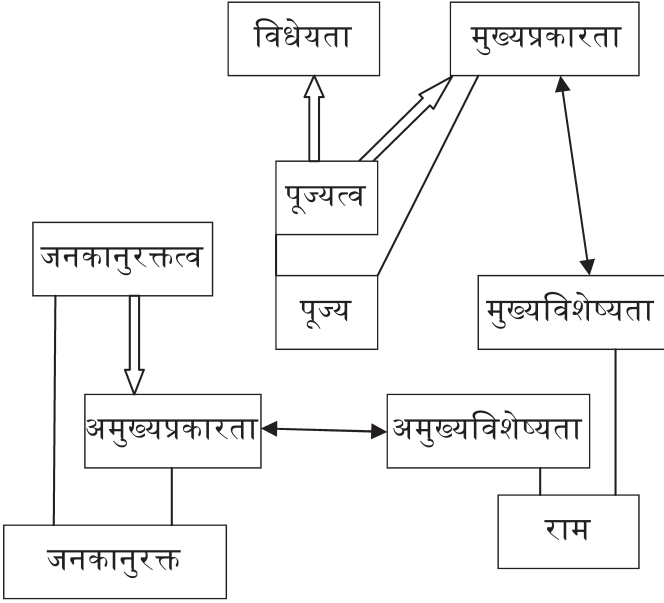 विधेयता
मुख्यप्रकारता
पूज्यत्व
जनकानुरक्तत्व
पूज्य
मुख्यविशेष्यता
अमुख्यप्रकारता
अमुख्यविशेष्यता
राम
जनकानुरक्त